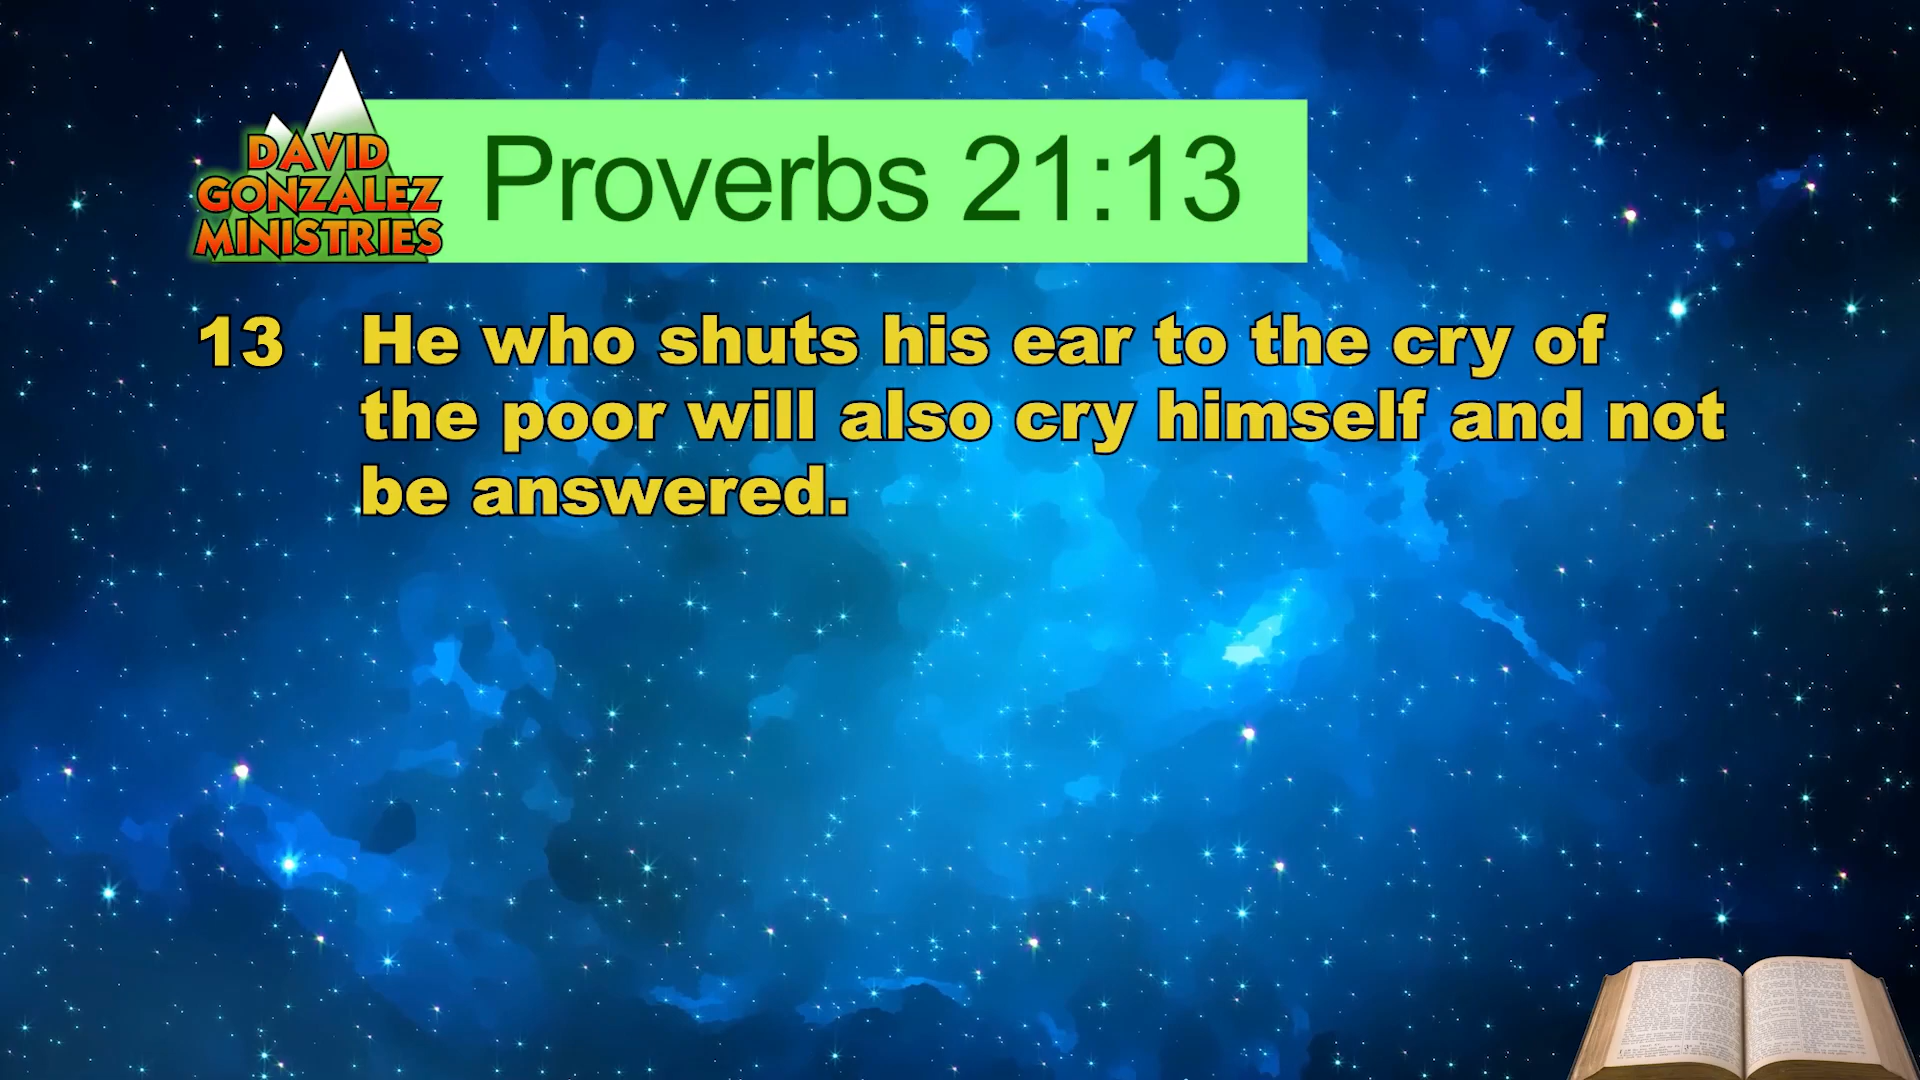 DAVID
GONZALEZ
MINISTRIES
Proverbs 21:13
13 He who shuts his ear to the cry of
the poor will also cry himself and not
be answered.